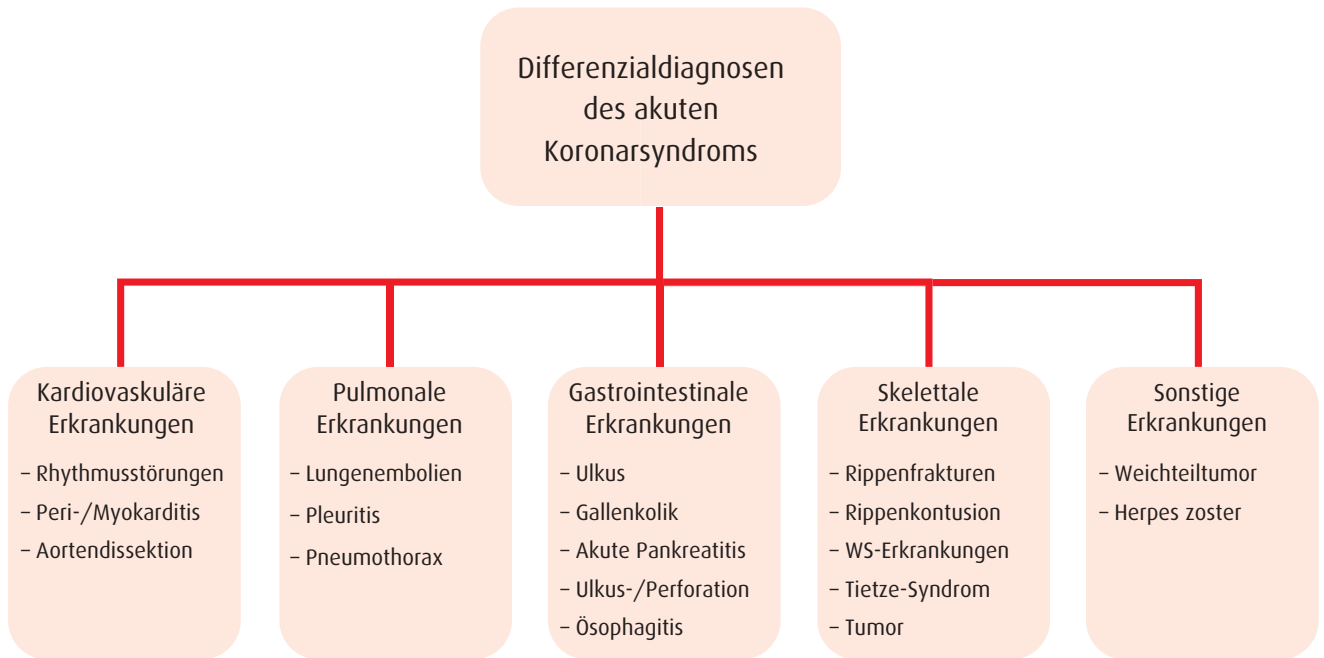 Differenzialdiagnosen
des akuten
Koronarsyndroms
Kardiovaskuläre
Erkrankungen
– Rhythmusstörungen
– Peri-/Myokarditis
– Aortendissektion
Pulmonale
Erkrankungen
– Lungenembolien
– Pleuritis
– Pneumothorax
Gastrointestinale
Erkrankungen
– Ulkus
– Gallenkolik
– Akute Pankreatitis
– Ulkus-/Perforation
– Ösophagitis
Skelettale
Erkrankungen
– Rippenfrakturen
– Rippenkontusion
– WS-Erkrankungen
– Tietze-Syndrom
– Tumor
Sonstige
Erkrankungen
– Weichteiltumor
– Herpes zoster